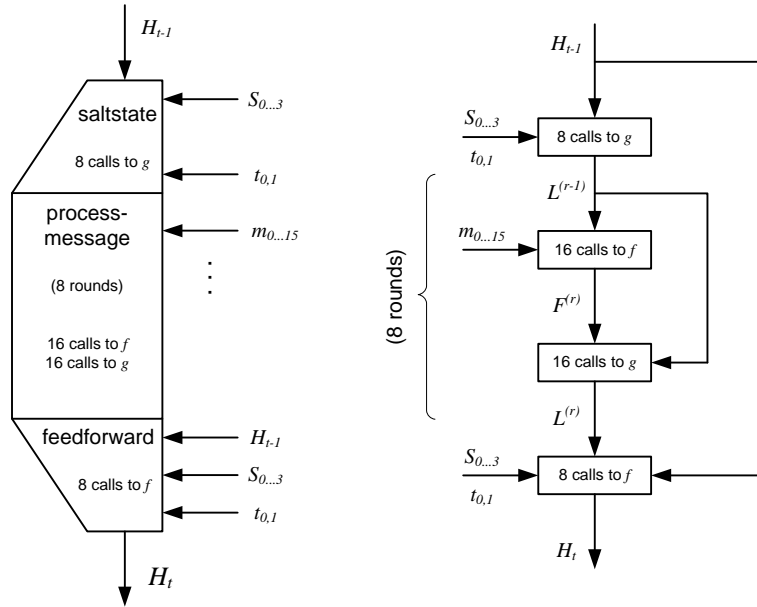 H_{t-1}
saltstate
S_{0...3}
8 calls to g
t_{0,1}
process-
message
m_{0...15}
(8 rounds)
⋮
16 calls to f
16 calls to g
feedforward
H_{t-1}
8 calls to f
S_{0...3}
t_{0,1}
H_t
H_{t-1}
S_{0...3}
t_{0,1}
8 calls to g
L^{(r-1)}
m_{0...15}
16 calls to f
(8 rounds)
F^{(r)}
16 calls to g
L^{(r)}
S_{0...3}
t_{0,1}
8 calls to f
H_t